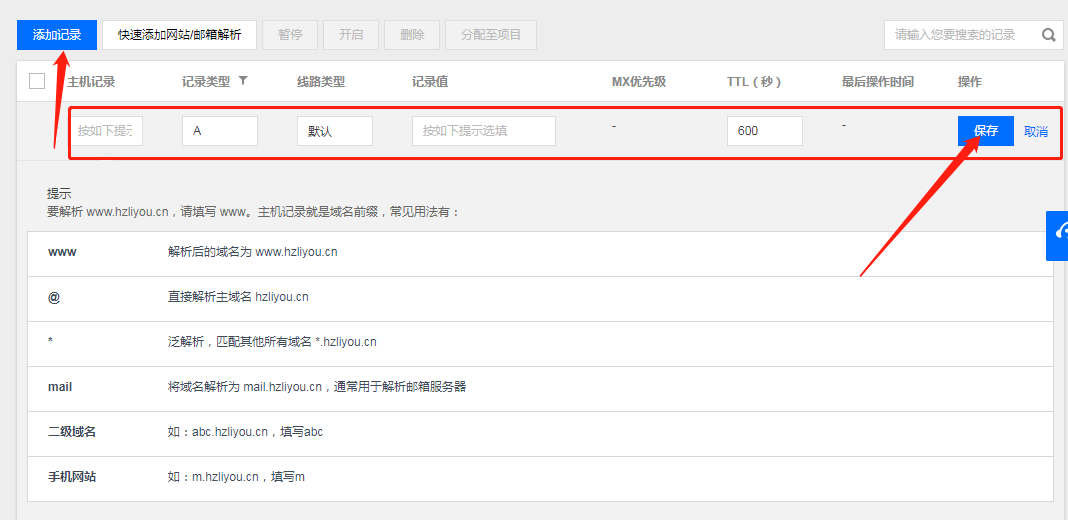 添加记录 快速添加网站/邮箱解析 暂停 开启 删除 分配至项目 请输入您要搜索的记录
主机记录 记录类型 线路类型 记录值 MX优先级 TTL（秒） 最后操作时间 操作
按如下提示 A 默认 按如下提示选填 - 600 - 保存 取消
提示
要解析 www.hzliyou.cn，请填写 www。主机记录就是域名前缀，常见用法有：
www 解析后的域名为 www.hzliyou.cn
@ 直接解析主域名 hzliyou.cn
* 泛解析，匹配其他所有域名 *.hzliyou.cn
mail 将域名解析为 mail.hzliyou.cn，通常用于解析邮箱服务器
二级域名 如：abc.hzliyou.cn，填写abc
手机网站 如：m.hzliyou.cn，填写m